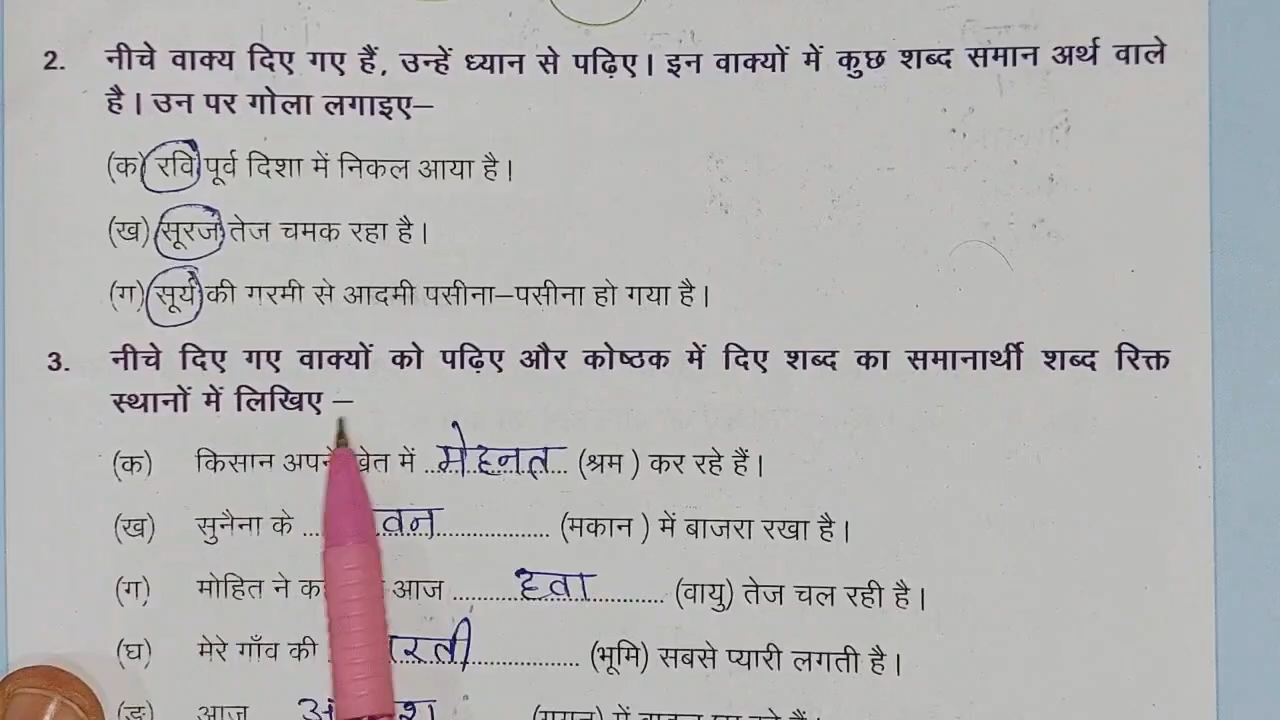 2. नीचे वाक्य दिए गए हैं, उन्हें ध्यान से पढ़िए। इन वाक्यों में कुछ शब्द समान अर्थ वाले
है। उन पर गोला लगाइए–
(क) रवि पूर्व दिशा में निकल आया है।
(ख) सूरज तेज चमक रहा है।
(ग) सूर्य की गरमी से आदमी पसीना–पसीना हो गया है।
3. नीचे दिए गए वाक्यों को पढ़िए और कोष्ठक में दिए शब्द का समानार्थी शब्द रिक्त
स्थानों में लिखिए –
(क) किसान अपने खेत में ...मेहनत... (श्रम ) कर रहे हैं।
(ख) सुनैना के ... ... (मकान ) में बाजरा रखा है।
(ग) मोहित ने आज ...हवा... (वायु) तेज चल रही है।
(घ) मेरे गाँव की ... ... (भूमि) सबसे प्यारी लगती है।
(ङ) आज